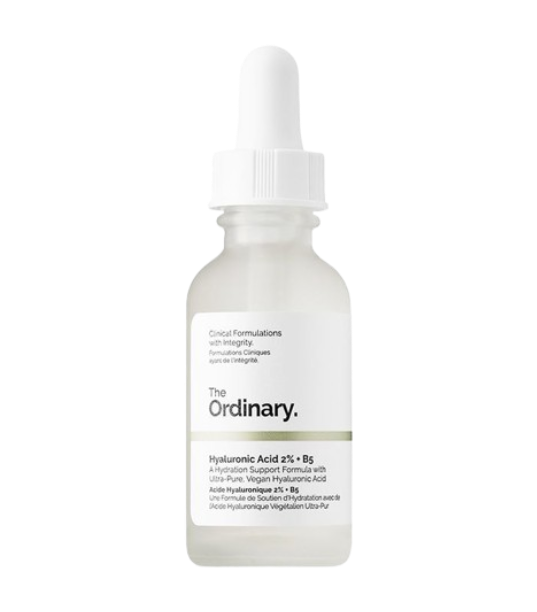 Clinical Formulations
with Integrity.
Formulations Cliniques
ayant de l'intégrité.
The
Ordinary.
Hyaluronic Acid 2% + B5
A Hydration Support Formula with
Ultra-Pure, Vegan Hyaluronic Acid
Acide Hyaluronique 2% + B5
Une Formule de Soutien d'Hydratation avec de
l'Acide Hyaluronique Végétalien Ultra-Pur